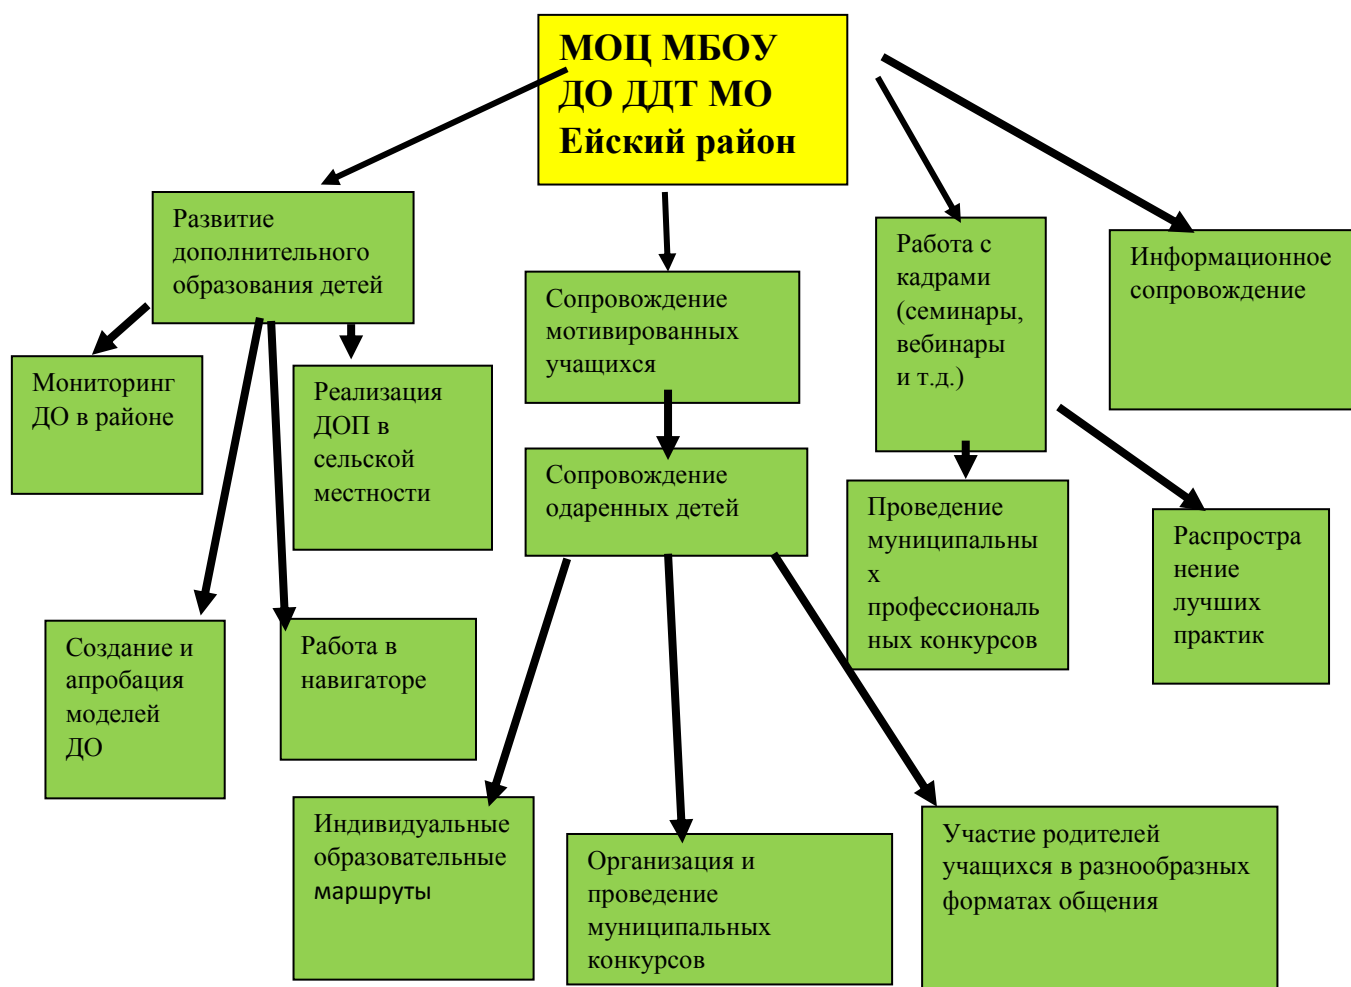 МОЦ МБОУ
ДО ДДТ МО
Ейский район
Развитие
дополнительного
образования детей
Сопровождение
мотивированных
учащихся
Работа с
кадрами
(семинары,
вебинары
и т.д.)
Информационное
сопровождение
Мониторинг
ДО в районе
Реализация
ДОП в
сельской
местности
Сопровождение
одаренных детей
Проведение
муниципальны
х
профессиональ
ных конкурсов
Распростра
нение
лучших
практик
Создание и
апробация
моделей
ДО
Работа в
навигаторе
Индивидуальные
образовательные
маршруты
Организация и
проведение
муниципальных
конкурсов
Участие родителей
учащихся в разнообразных
форматах общения